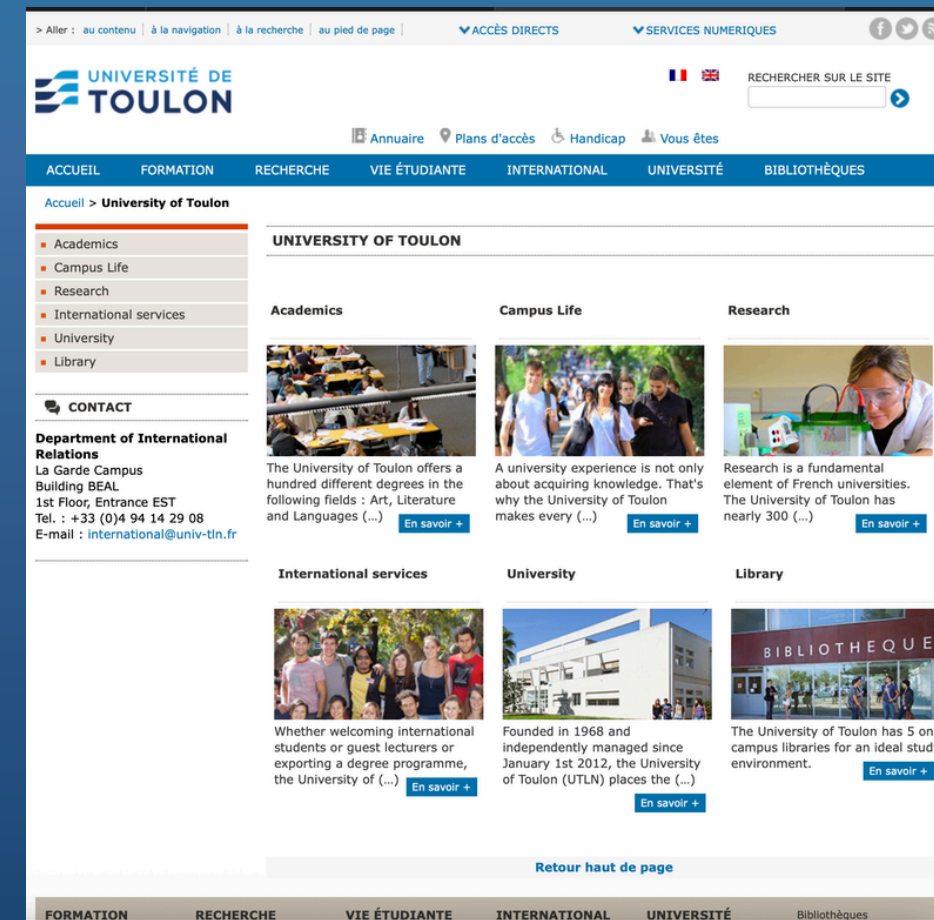 > Aller : au contenu | à la navigation | à la recherche | au pied de page |
ACCÈS DIRECTS
SERVICES NUMERIQUES
UNIVERSITÉ DE
TOULON
RECHERCHER SUR LE SITE
Annuaire Plans d'accès Handicap Vous êtes
ACCUEIL FORMATION RECHERCHE VIE ÉTUDIANTE INTERNATIONAL UNIVERSITÉ BIBLIOTHÈQUES
Accueil > University of Toulon
Academics
Campus Life
Research
International services
University
Library
CONTACT
Department of International
Relations
La Garde Campus
Building BEAL
1st Floor, Entrance EST
Tel. : +33 (0)4 94 14 29 08
E-mail : international@univ-tln.fr
UNIVERSITY OF TOULON
Academics
The University of Toulon offers a
hundred different degrees in the
following fields : Art, Literature
and Languages (...)
En savoir +
Campus Life
A university experience is not only
about acquiring knowledge. That's
why the University of Toulon
makes every (...)
En savoir +
Research
Research is a fundamental
element of French universities.
The University of Toulon has
nearly 300 (...)
En savoir +
International services
Whether welcoming international
students or guest lecturers or
exporting a degree programme,
the University of (...)
En savoir +
University
Founded in 1968 and
independently managed since
January 1st 2012, the University
of Toulon (UTLN) places the (...)
En savoir +
Library
BIBLIOTHEQUE
The University of Toulon has 5 on
campus libraries for an ideal stud
environment.
En savoir +
Retour haut de page
FORMATION RECHERCHE VIE ÉTUDIANTE INTERNATIONAL UNIVERSITÉ Bibliothèques